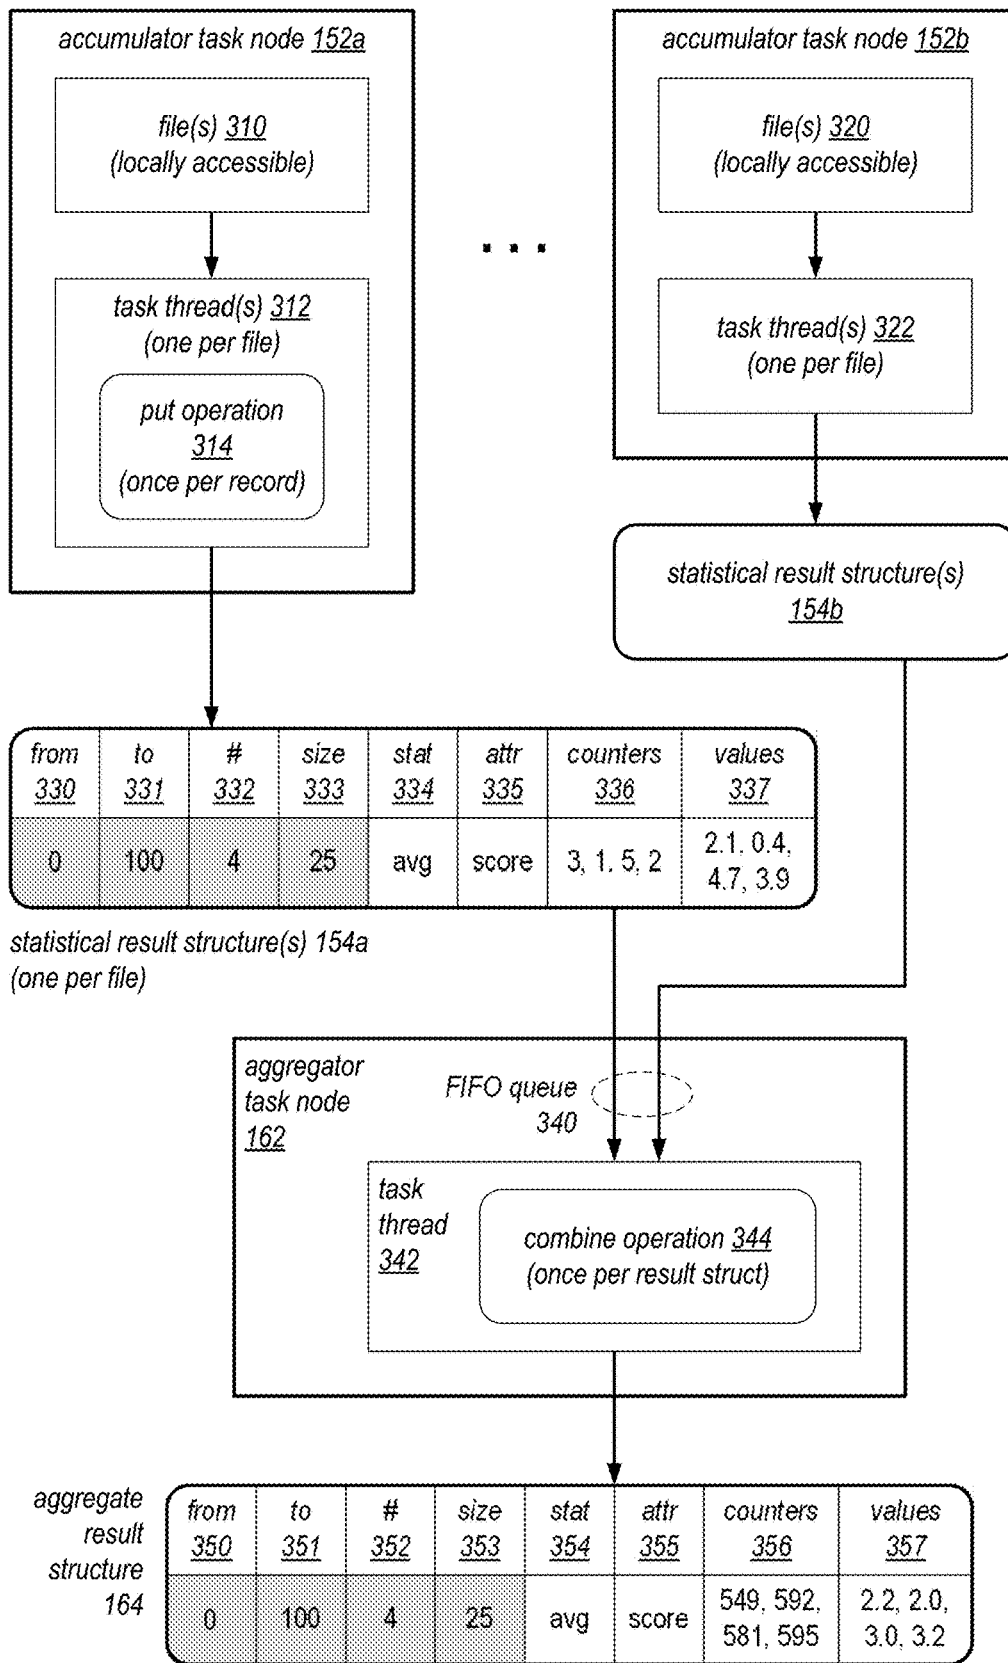 accumulator task node 152a
file(s) 310
(locally accessible)
task thread(s) 312
(one per file)
put operation
314
(once per record)
accumulator task node 152b
file(s) 320
(locally accessible)
task thread(s) 322
(one per file)
statistical result structure(s)
154b
from to # size stat attr counters values
330 331 332 333 334 335 336 337
0 100 4 25 avg score 3, 1. 5, 2 2.1, 0.4,
4.7, 3.9
statistical result structure(s) 154a
(one per file)
aggregator
task node
162
FIFO queue
340
task
thread
342
combine operation 344
(once per result struct)
aggregate
result
structure
164
from to # size stat attr counters values
350 351 352 353 354 355 356 357
0 100 4 25 avg score 549, 592, 2.2, 2.0,
581, 595 3.0, 3.2